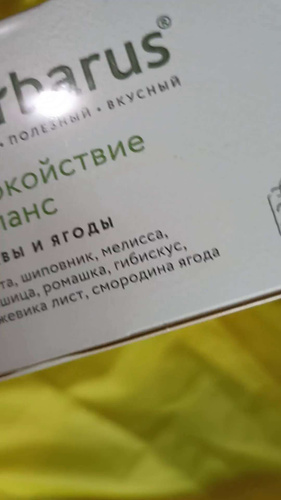 rbarus®
• ПОЛЕЗНЫЙ • ВКУСНЫЙ
окойствие
ланс
ВЫ И ЯГОДЫ
та, шиповник, мелисса,
шица, ромашка, гибискус,
жевика лист, смородина ягода